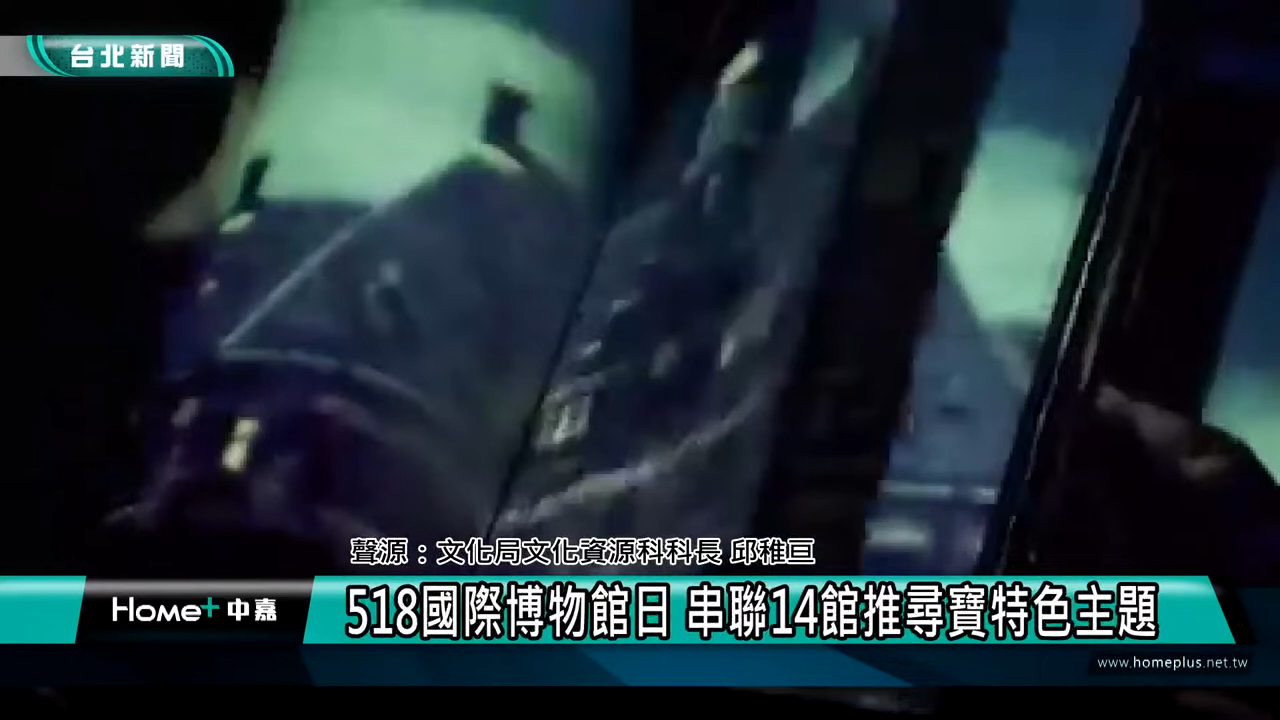 台北新聞
聲源：文化局文化資源科科長 邱稚亘
Home+ 中嘉
518國際博物館日 串聯14館推尋寶特色主題
www.homeplus.net.tw